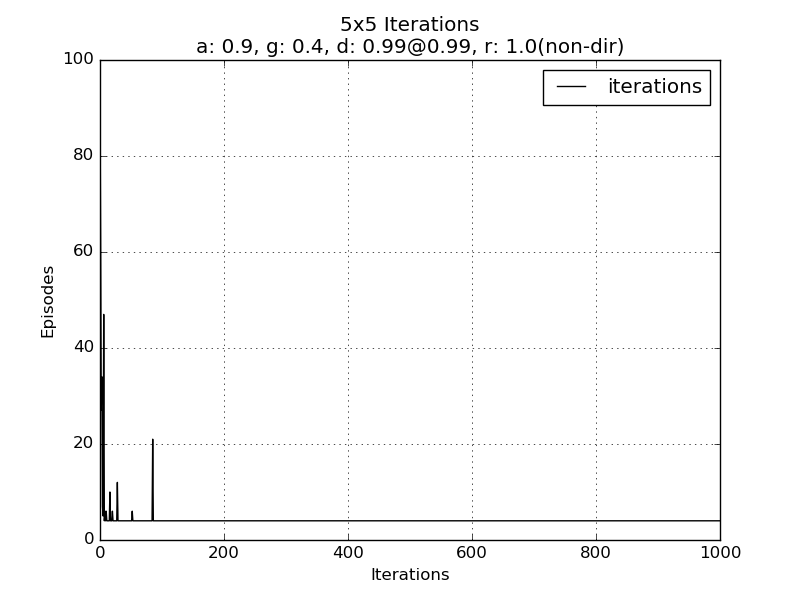 5x5 Iterations
a: 0.9, g: 0.4, d: 0.99@0.99, r: 1.0(non-dir)
iterations
100
80
60
40
20
0
Episodes
0 200 400 600 800 1000
Iterations